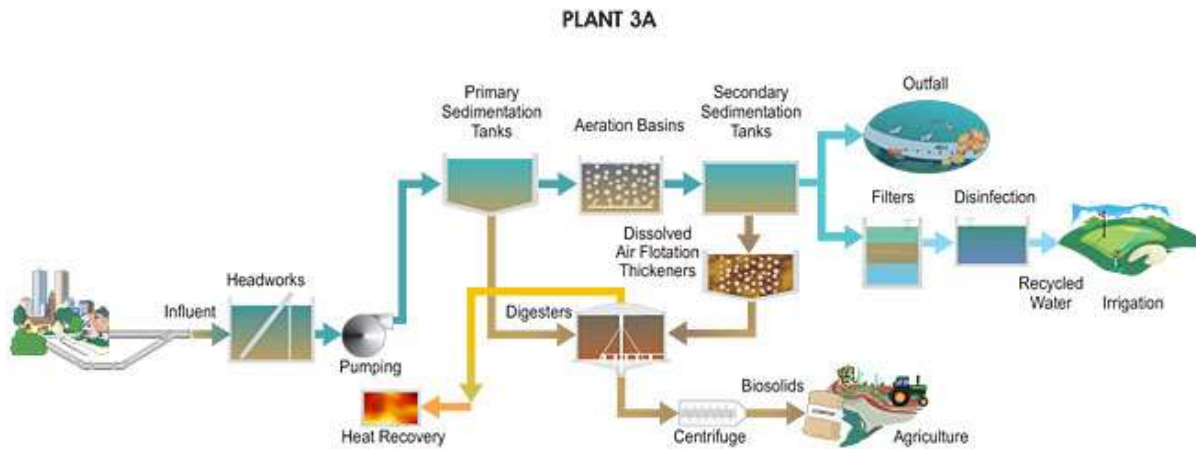 PLANT 3A
Primary
Sedimentation
Tanks
Aeration Basins
Secondary
Sedimentation
Tanks
Outfall
Filters
Disinfection
Dissolved
Air Flotation
Thickeners
Headworks
Influent
Pumping
Digesters
Recycled
Water
Irrigation
Heat Recovery
Centrifuge
Biosolids
Agriculture